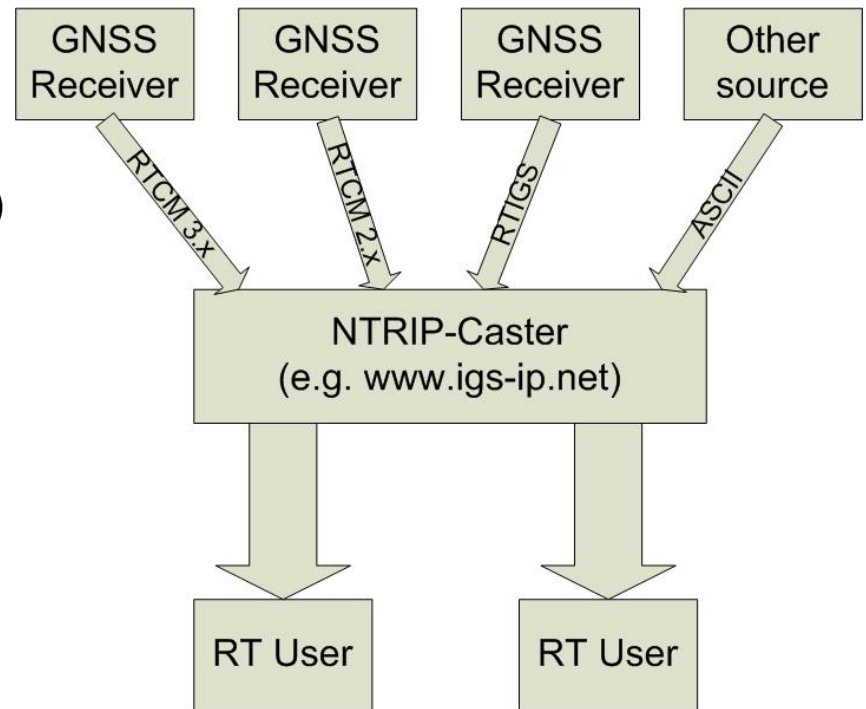 GNSS
Receiver
GNSS
Receiver
GNSS
Receiver
Other
source
RTCM 3.x
RTCM 2.x
RTIGS
ASCII
)
NTRIP-Caster
(e.g. www.igs-ip.net)
RT User
RT User